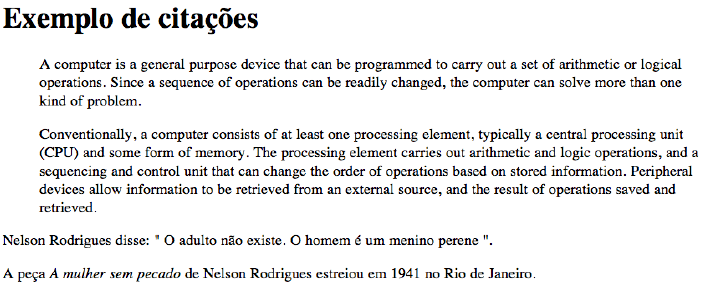 Exemplo de citações
A computer is a general purpose device that can be programmed to carry out a set of arithmetic or logical
operations. Since a sequence of operations can be readily changed, the computer can solve more than one
kind of problem.
Conventionally, a computer consists of at least one processing element, typically a central processing unit
(CPU) and some form of memory. The processing element carries out arithmetic and logic operations, and a
sequencing and control unit that can change the order of operations based on stored information. Peripheral
devices allow information to be retrieved from an external source, and the result of operations saved and
retrieved.
Nelson Rodrigues disse: " O adulto não existe. O homem é um menino perene ".
A peça A mulher sem pecado de Nelson Rodrigues estreiou em 1941 no Rio de Janeiro.